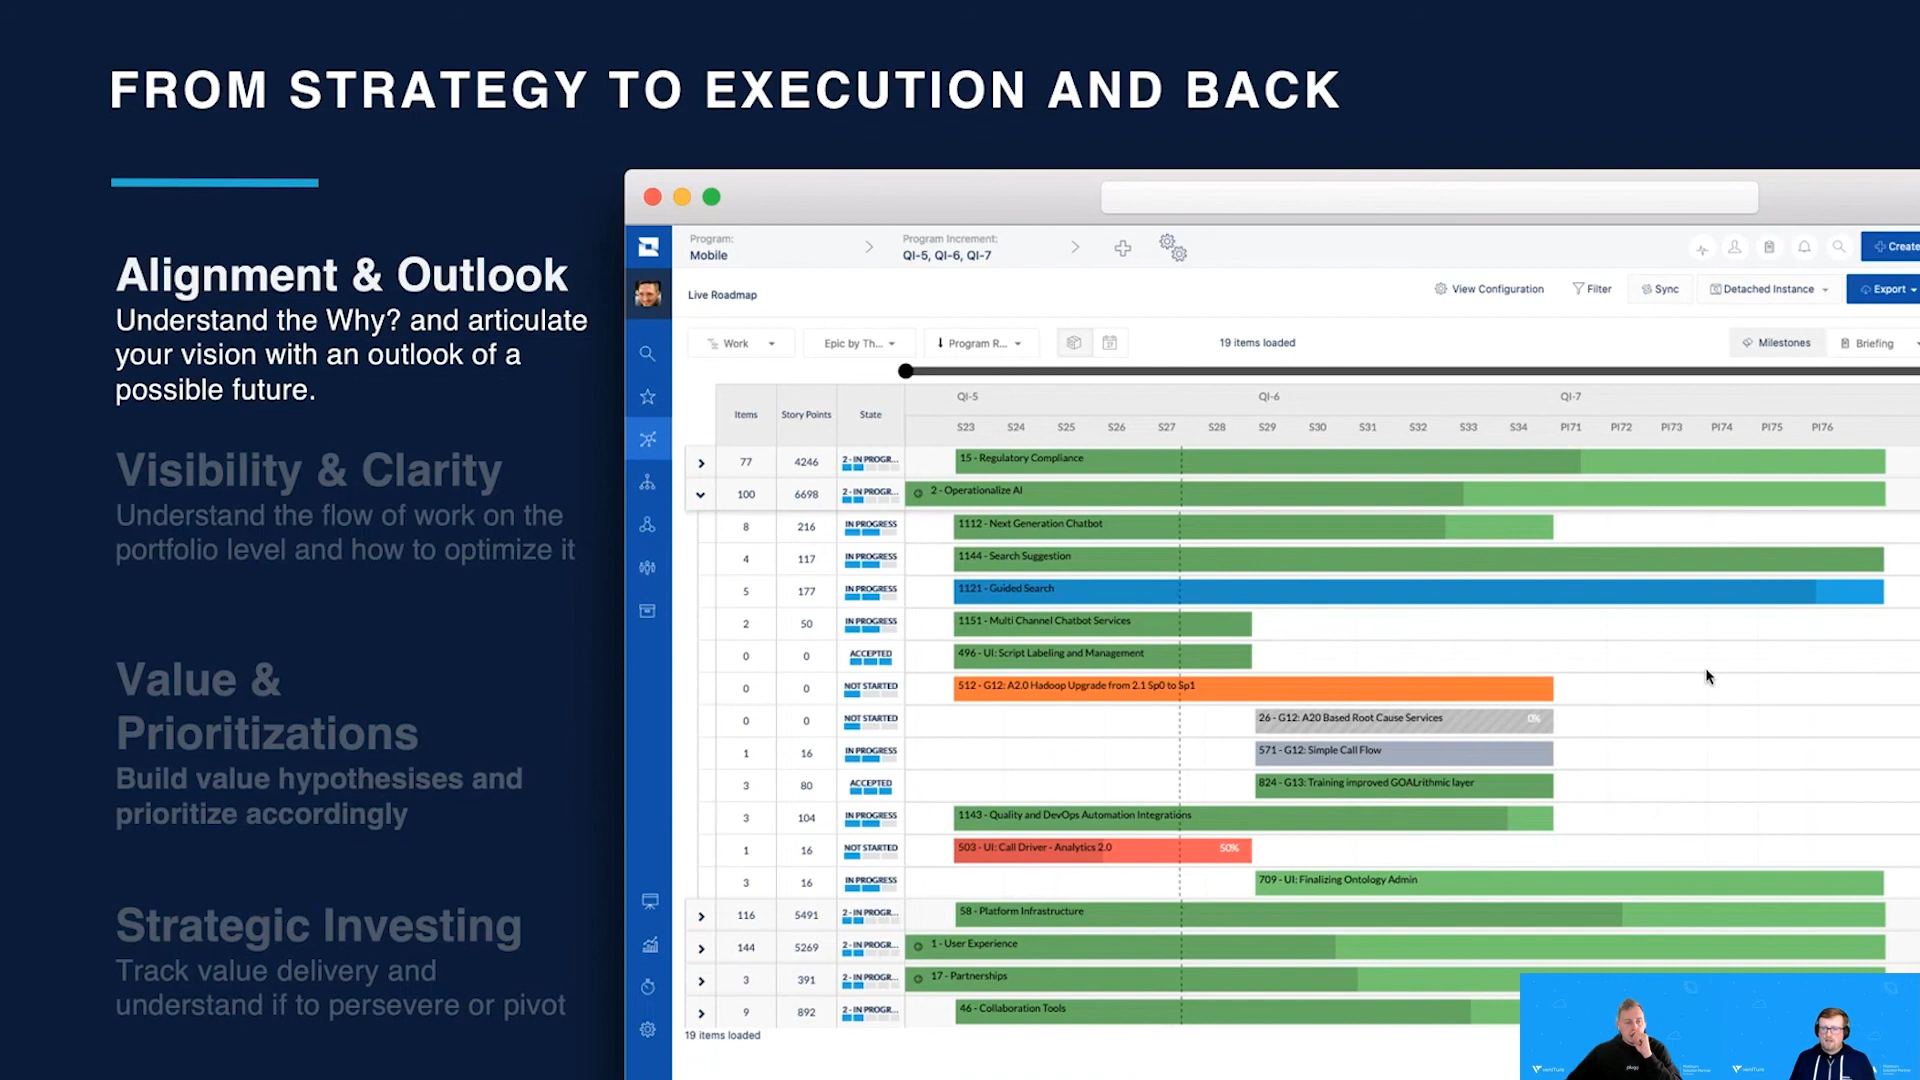 FROM STRATEGY TO EXECUTION AND BACK
Alignment & Outlook
Understand the Why? and articulate
your vision with an outlook of a
possible future.
Visibility & Clarity
Understand the flow of work on the
portfolio level and how to optimize it
Value &
Prioritizations
Build value hypothesises and
prioritize accordingly
Strategic Investing
Track value delivery and
understand if to persevere or pivot
Program:
Mobile
Program Increment:
QI-5, QI-6, QI-7
Create
Live Roadmap
View Configuration
Filter
Sync
Detached Instance
Export
Work
Epic by Th...
Program R...
19 items loaded
Milestones
Briefing
Items Story Points State
QI-5 QI-6 QI-7
S23 S24 S25 S26 S27 S28 S29 S30 S31 S32 S33 S34 PI71 PI72 PI73 PI74 PI75 PI76
77 4246 2 - IN PROGR... 15 - Regulatory Compliance
100 6698 2 - IN PROGR... 2 - Operationalize AI
8 216 IN PROGRESS 1112 - Next Generation Chatbot
4 117 IN PROGRESS 1144 - Search Suggestion
5 177 IN PROGRESS 1121 - Guided Search
2 50 IN PROGRESS 1151 - Multi Channel Chatbot Services
0 0 ACCEPTED 496 - UI: Script Labeling and Management
0 0 NOT STARTED 512 - G12: A2.0 Hadoop Upgrade from 2.1 Sp0 to Sp1
0 0 NOT STARTED 26 - G12: A20 Based Root Cause Services 0%
1 16 IN PROGRESS 571 - G12: Simple Call Flow
3 80 ACCEPTED 824 - G13: Training improved GOALrithmic layer
3 104 IN PROGRESS 1143 - Quality and DevOps Automation Integrations
1 16 NOT STARTED 503 - UI: Call Driver - Analytics 2.0 50%
3 16 IN PROGRESS 709 - UI: Finalizing Ontology Admin
116 5491 2 - IN PROGR... 58 - Platform Infrastructure
144 5269 2 - IN PROGR... 1 - User Experience
3 391 2 - IN PROGR... 17 - Partnerships
9 892 2 - IN PROGR... 46 - Collaboration Tools
19 items loaded